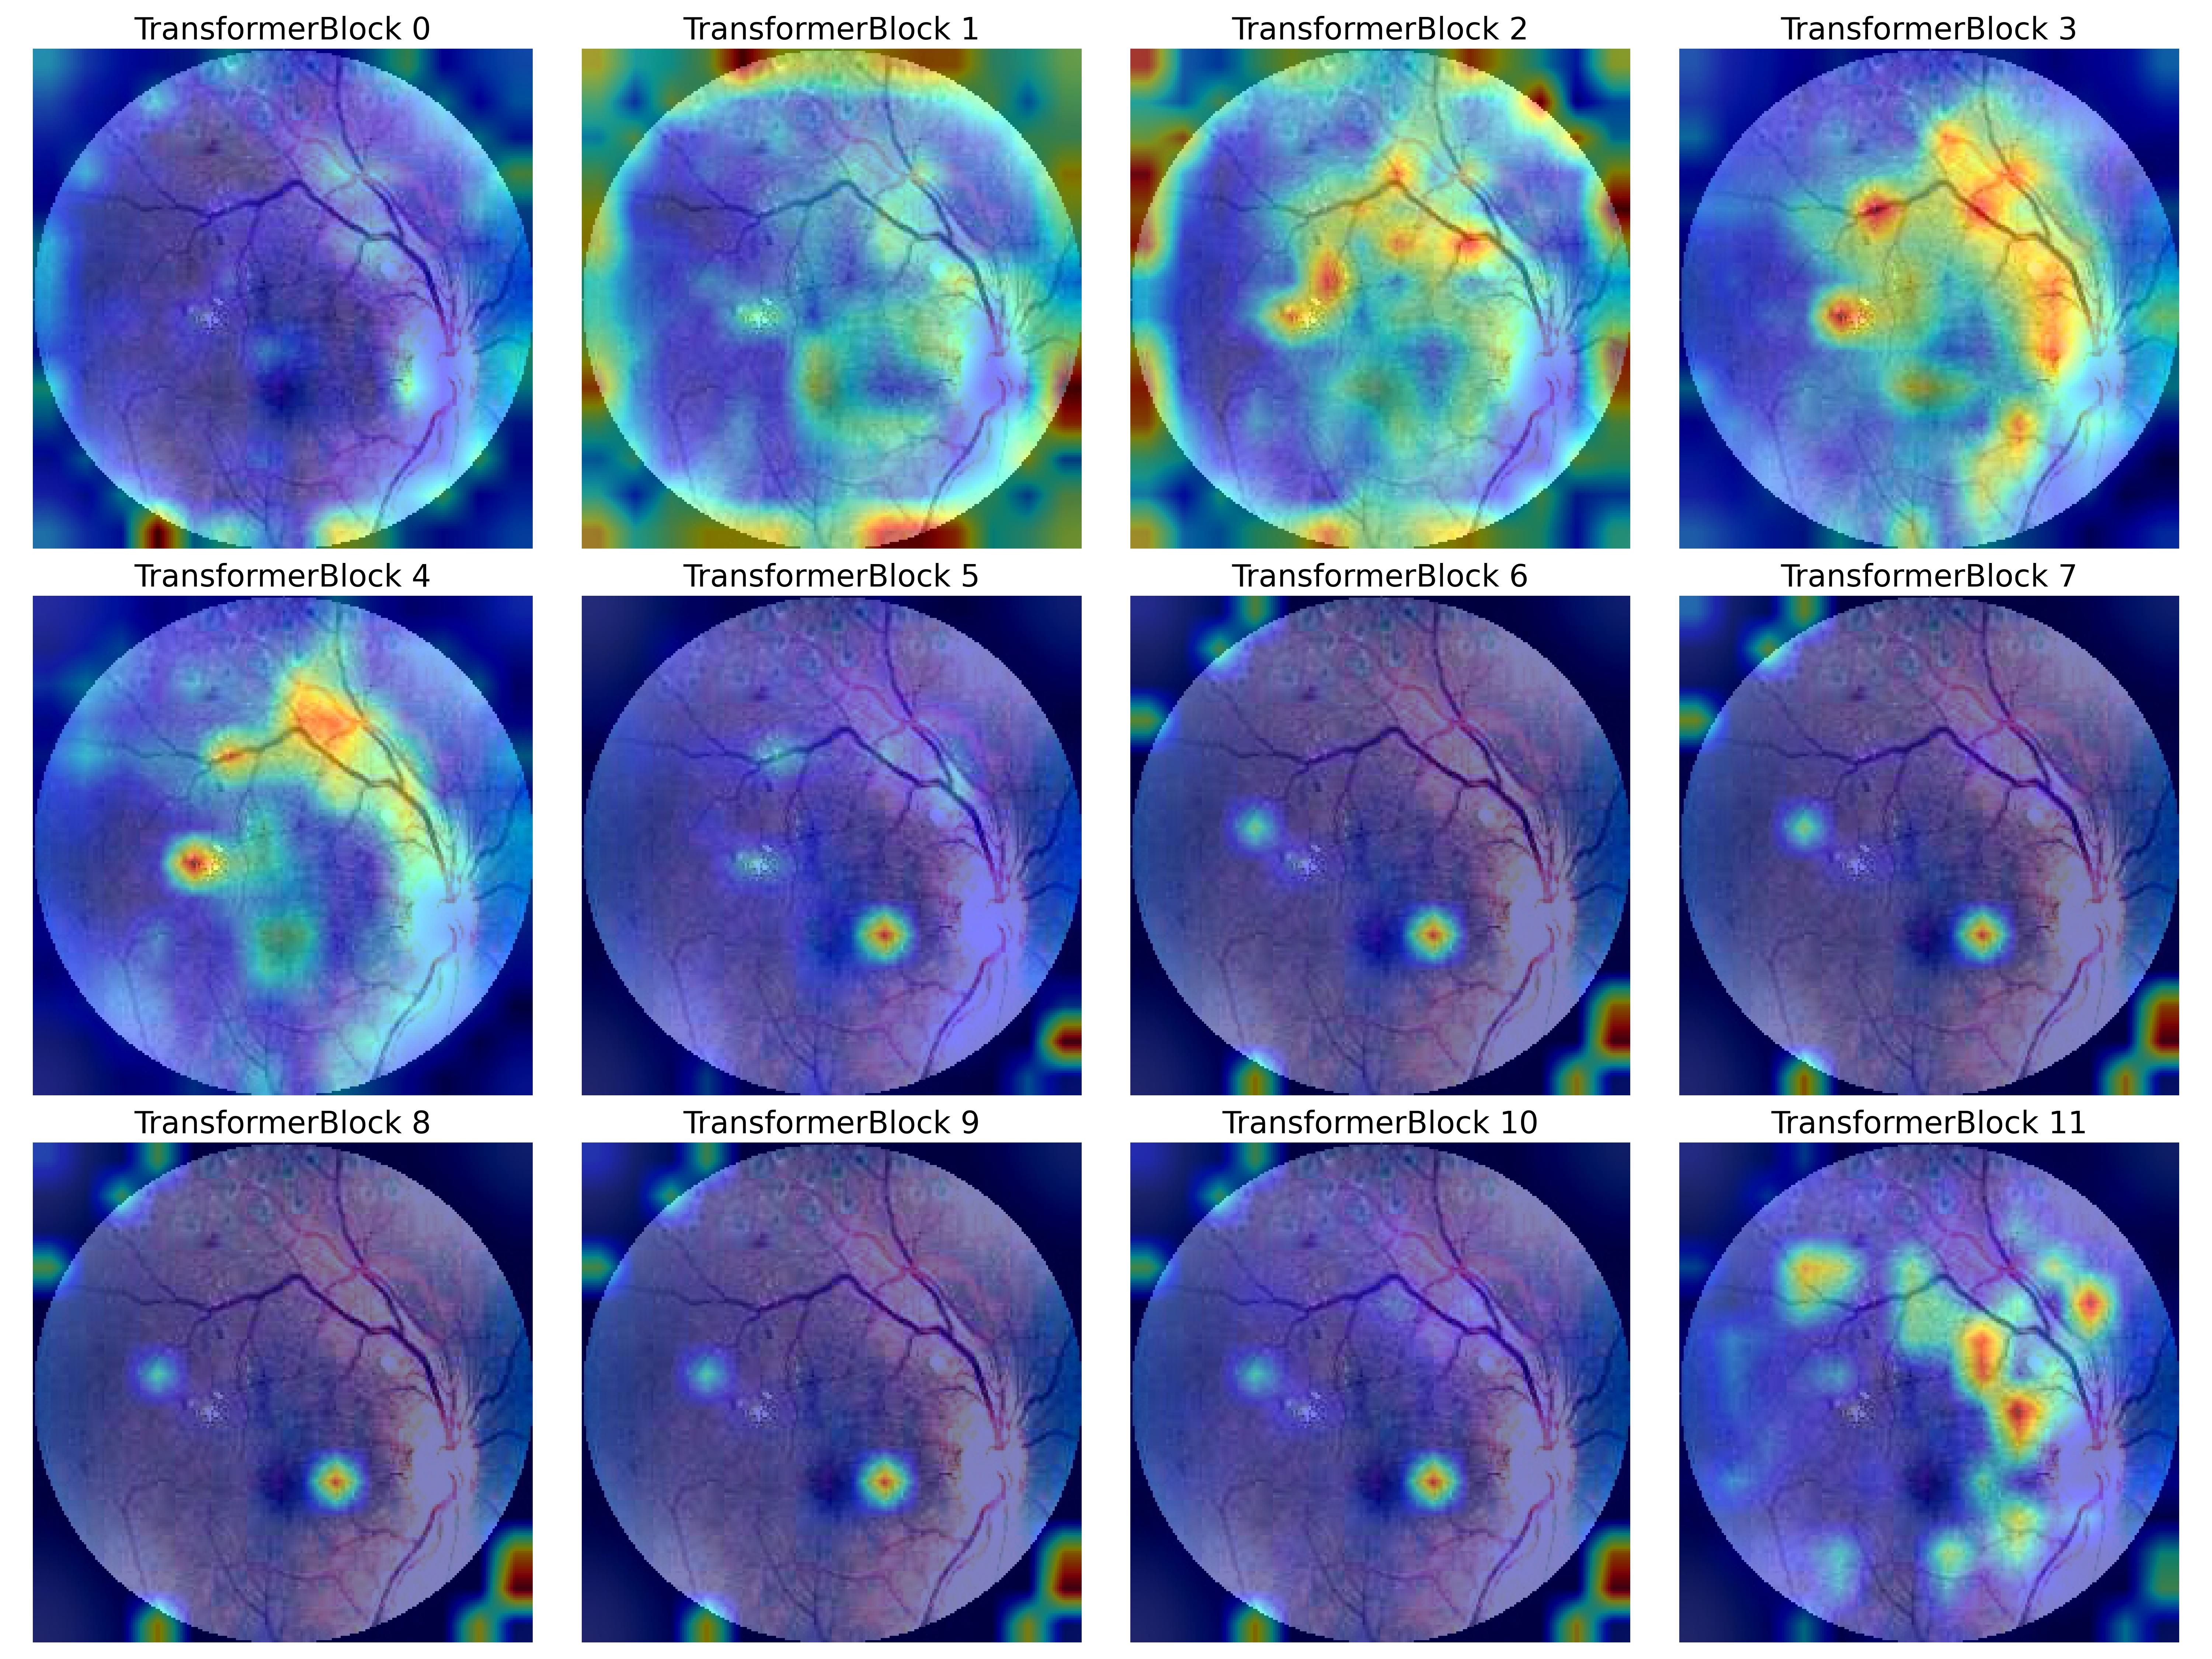 TransformerBlock 0
TransformerBlock 1
TransformerBlock 2
TransformerBlock 3
TransformerBlock 4
TransformerBlock 5
TransformerBlock 6
TransformerBlock 7
TransformerBlock 8
TransformerBlock 9
TransformerBlock 10
TransformerBlock 11